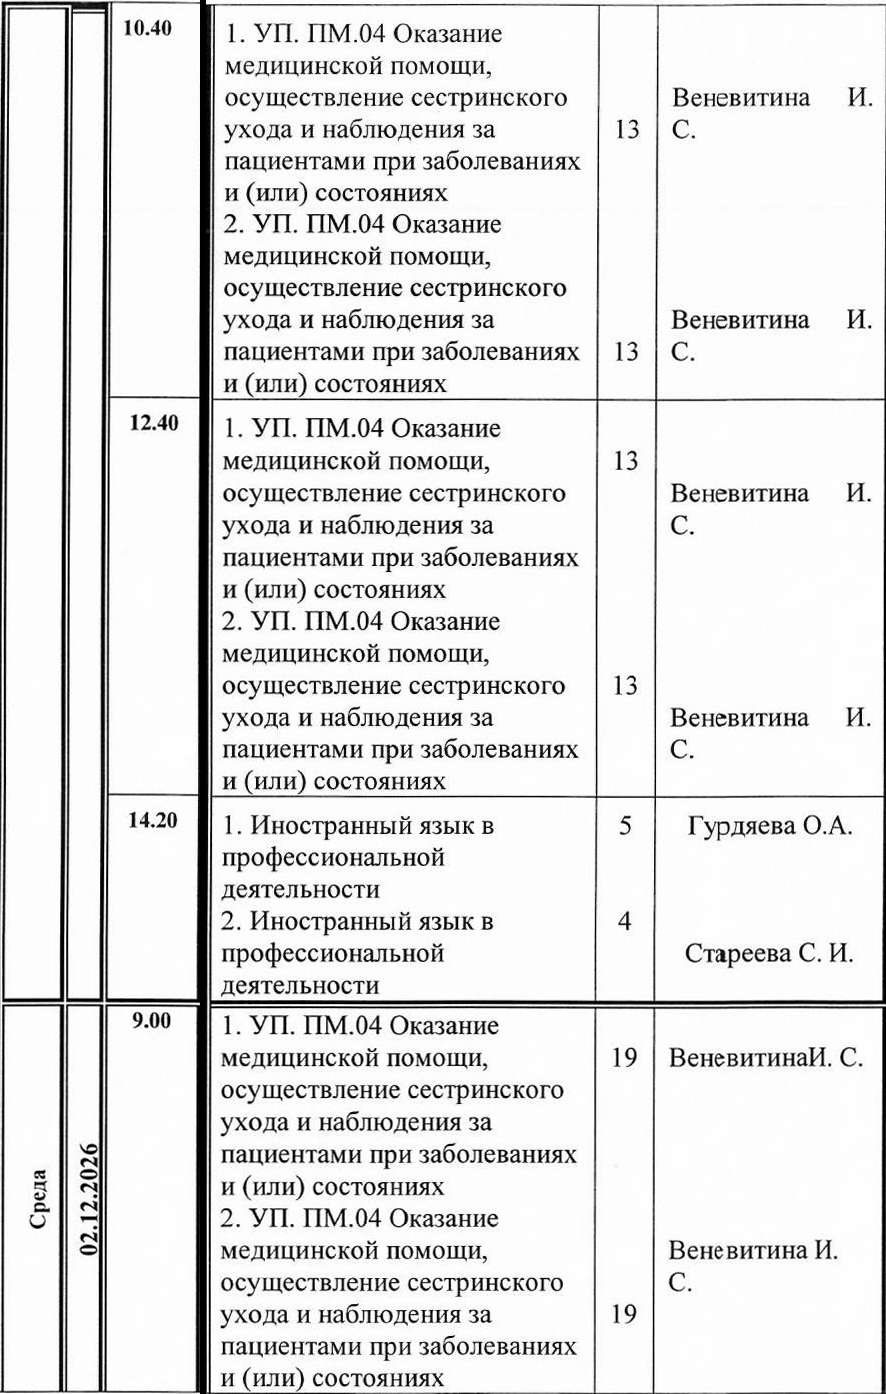 10.40
1. УП. ПМ.04 Оказание
медицинской помощи,
осуществление сестринского
ухода и наблюдения за
пациентами при заболеваниях
и (или) состояниях
13
Веневитина И.
С.
2. УП. ПМ.04 Оказание
медицинской помощи,
осуществление сестринского
ухода и наблюдения за
пациентами при заболеваниях
и (или) состояниях
13
Веневитина И.
С.
12.40
1. УП. ПМ.04 Оказание
медицинской помощи,
осуществление сестринского
ухода и наблюдения за
пациентами при заболеваниях
и (или) состояниях
13
Веневитина И.
С.
2. УП. ПМ.04 Оказание
медицинской помощи,
осуществление сестринского
ухода и наблюдения за
пациентами при заболеваниях
и (или) состояниях
13
Веневитина И.
С.
14.20
1. Иностранный язык в
профессиональной
деятельности
5
Гурдяева О.А.
2. Иностранный язык в
профессиональной
деятельности
4
Стареева С. И.
Среда
02.12.2026
9.00
1. УП. ПМ.04 Оказание
медицинской помощи,
осуществление сестринского
ухода и наблюдения за
пациентами при заболеваниях
и (или) состояниях
19
ВеневитинаИ. С.
2. УП. ПМ.04 Оказание
медицинской помощи,
осуществление сестринского
ухода и наблюдения за
пациентами при заболеваниях
и (или) состояниях
19
Веневитина И.
С.